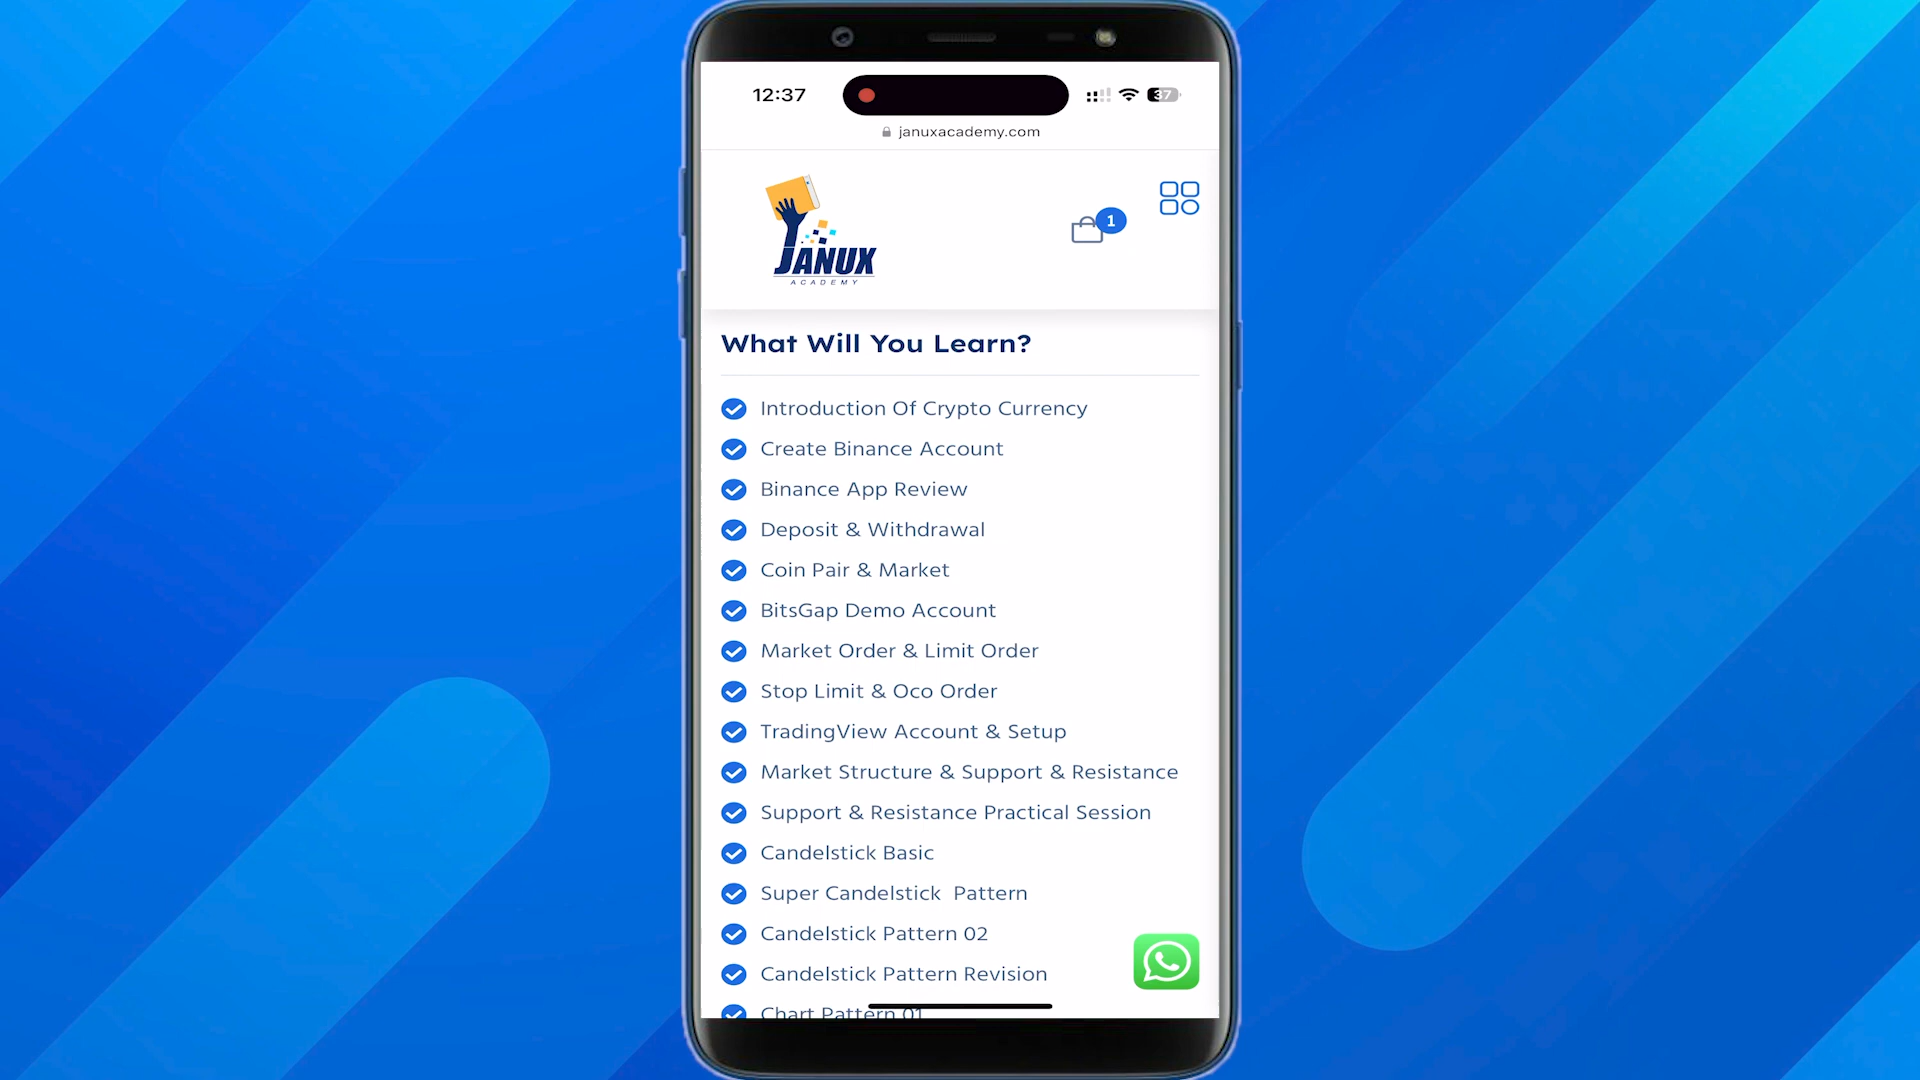 12:37
37
januxacademy.com
JANUX
ACADEMY
1
What Will You Learn?
Introduction Of Crypto Currency
Create Binance Account
Binance App Review
Deposit & Withdrawal
Coin Pair & Market
BitsGap Demo Account
Market Order & Limit Order
Stop Limit & Oco Order
TradingView Account & Setup
Market Structure & Support & Resistance
Support & Resistance Practical Session
Candelstick Basic
Super Candelstick  Pattern
Candelstick Pattern 02
Candelstick Pattern Revision
Chart Pattern 01